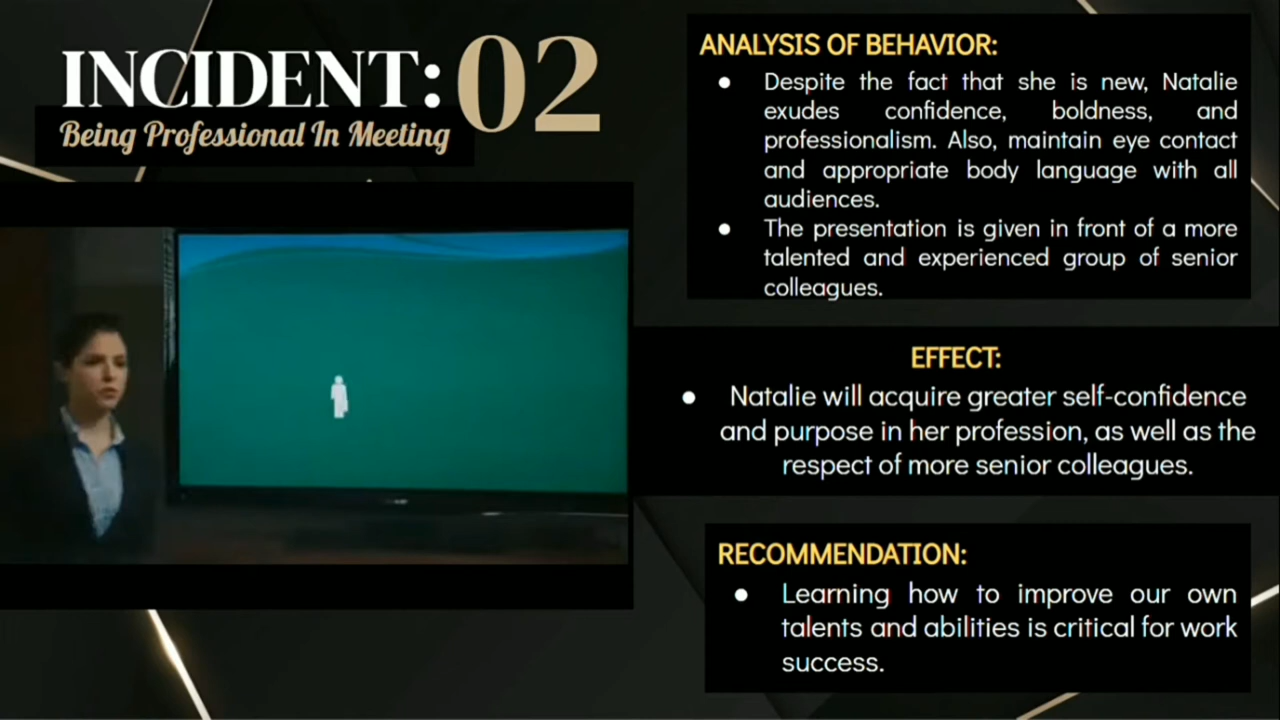 INCIDENT: 02
Being Professional In Meeting
ANALYSIS OF BEHAVIOR:
● Despite the fact that she is new, Natalie
exudes confidence, boldness, and
professionalism. Also, maintain eye contact
and appropriate body language with all
audiences.
● The presentation is given in front of a more
talented and experienced group of senior
colleagues.
EFFECT:
● Natalie will acquire greater self-confidence
and purpose in her profession, as well as the
respect of more senior colleagues.
RECOMMENDATION:
● Learning how to improve our own
talents and abilities is critical for work
success.